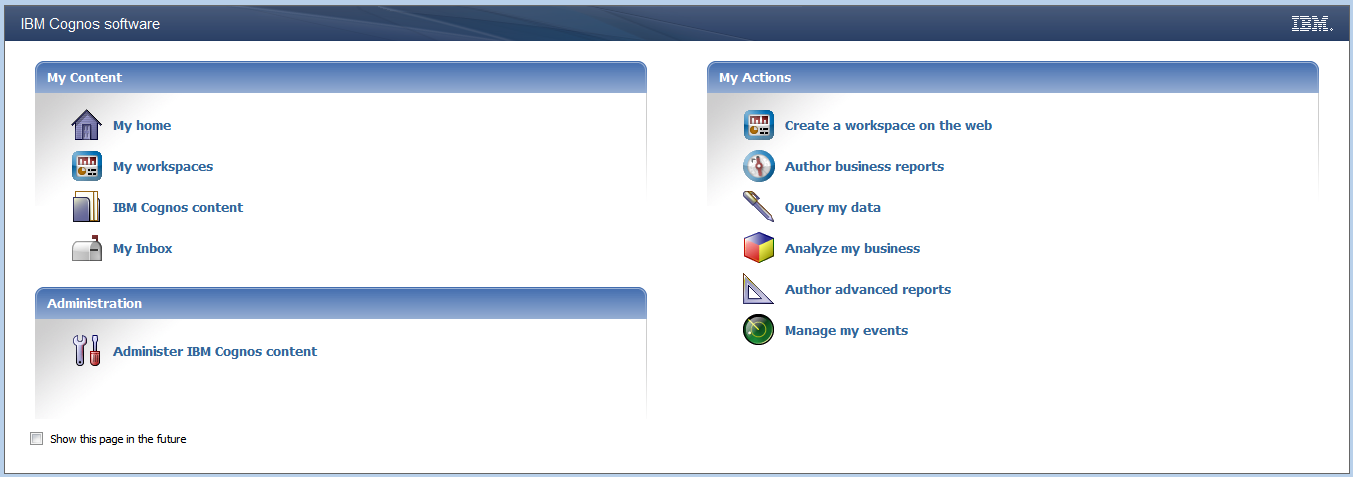 IBM Cognos software
IBM.
My Content
My home
My workspaces
IBM Cognos content
My Inbox
Administration
Administer IBM Cognos content
Show this page in the future
My Actions
Create a workspace on the web
Author business reports
Query my data
Analyze my business
Author advanced reports
Manage my events